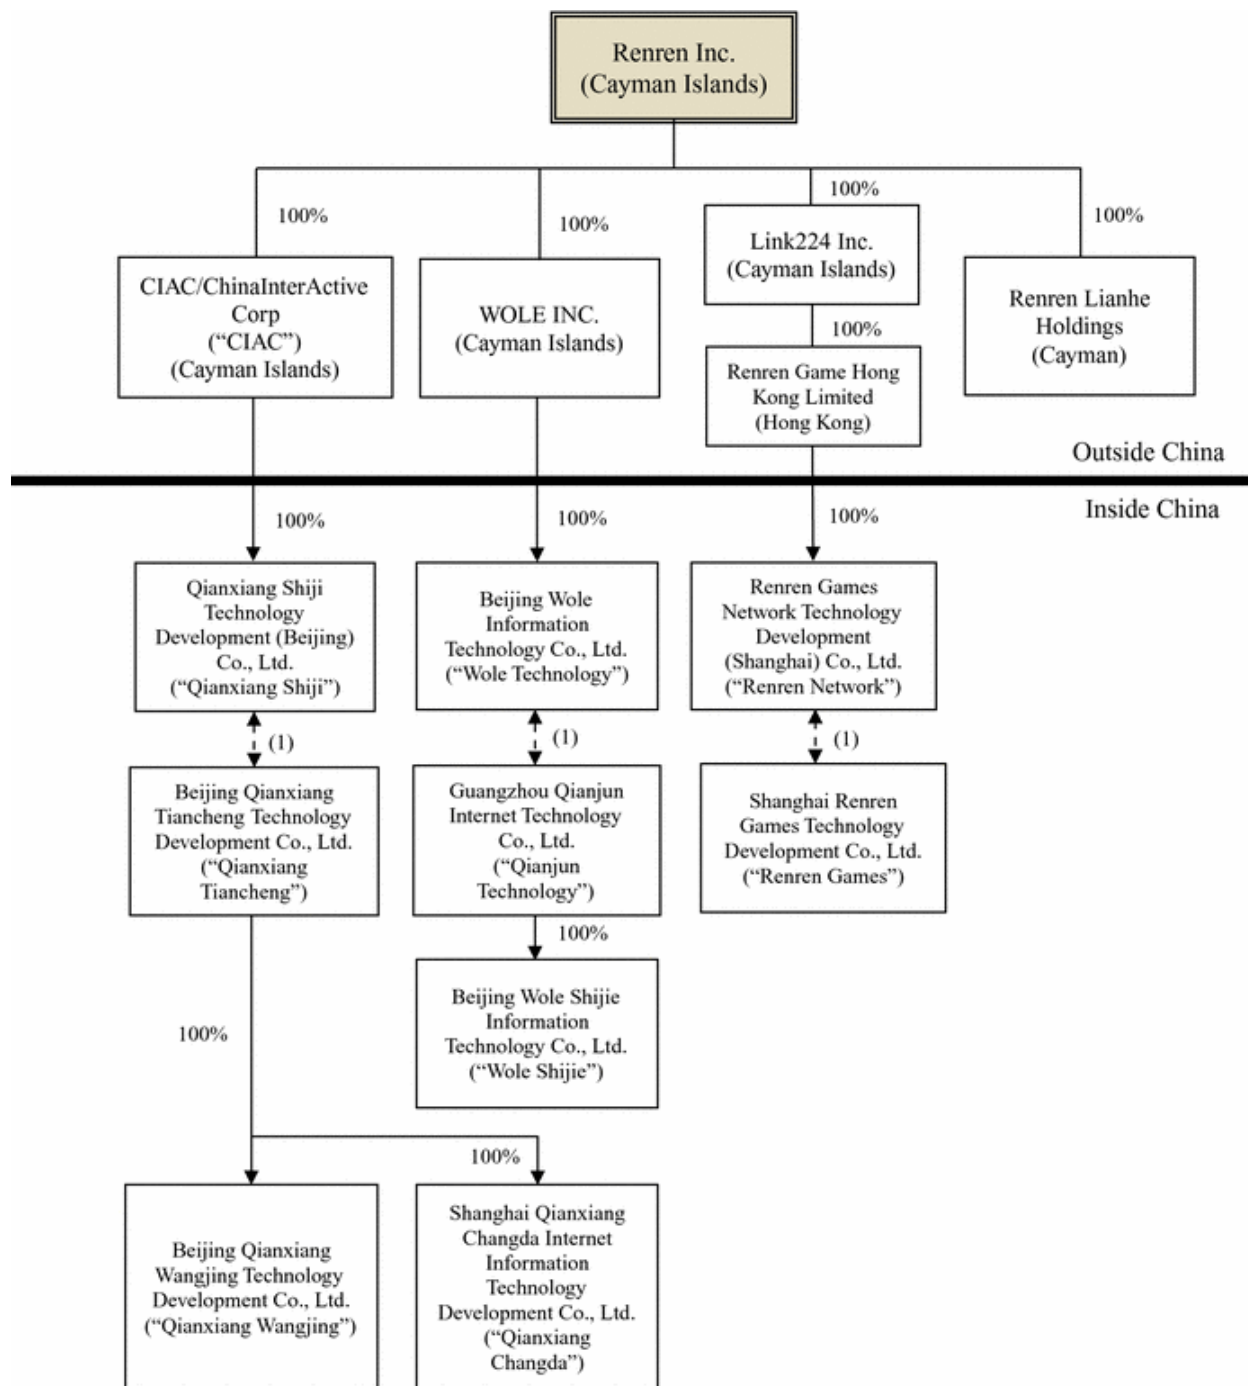 Renren Inc.
(Cayman Islands)
100%
100%
100%
100%
CIAC/ChinaInterActive
Corp
(“CIAC”)
(Cayman Islands)
WOLE INC.
(Cayman Islands)
Link224 Inc.
(Cayman Islands)
100%
Renren Game Hong
Kong Limited
(Hong Kong)
Renren Lianhe
Holdings
(Cayman)
Outside China
Inside China
100%
100%
100%
Qianxiang Shiji
Technology
Development (Beijing)
Co., Ltd.
(“Qianxiang Shiji”)
Beijing Wole
Information
Technology Co., Ltd.
(“Wole Technology”)
Renren Games
Network Technology
Development
(Shanghai) Co., Ltd.
(“Renren Network”)
(1)
(1)
(1)
Beijing Qianxiang
Tiancheng Technology
Development Co., Ltd.
(“Qianxiang
Tiancheng”)
Guangzhou Qianjun
Internet Technology
Co., Ltd.
(“Qianjun
Technology”)
Shanghai Renren
Games Technology
Development Co., Ltd.
(“Renren Games”)
100%
100%
Beijing Wole Shijie
Information
Technology Co., Ltd.
(“Wole Shijie”)
100%
Beijing Qianxiang
Wangjing Technology
Development Co., Ltd.
(“Qianxiang Wangjing”)
Shanghai Qianxiang
Changda Internet
Information
Technology
Development Co., Ltd.
(“Qianxiang
Changda”)